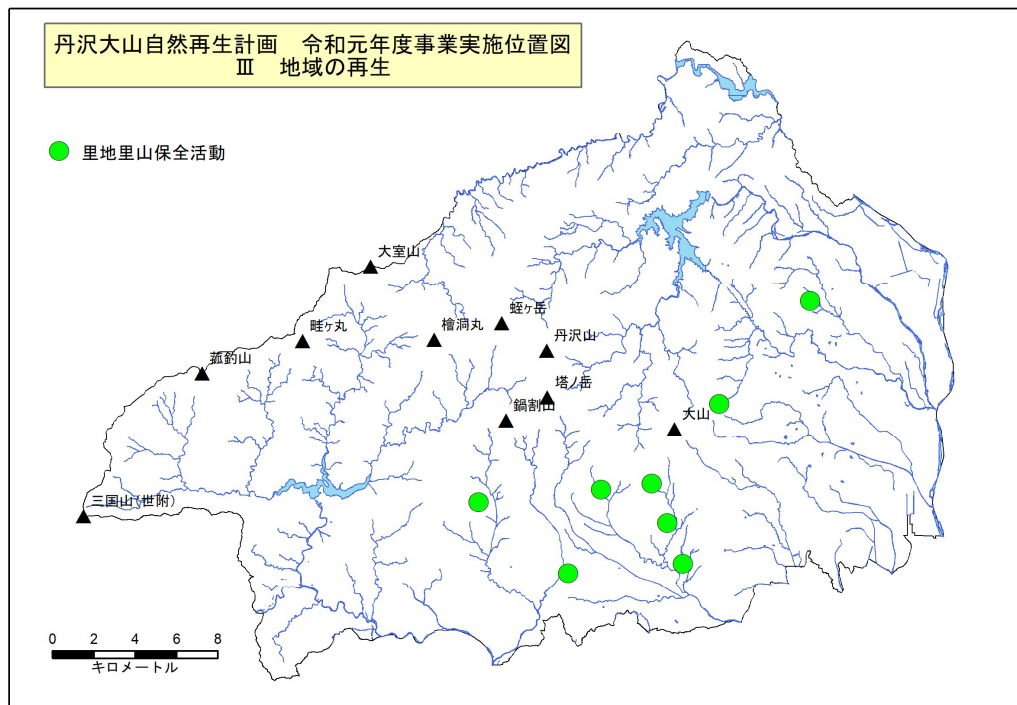 丹沢大山自然再生計画　令和元年度事業実施位置図
Ⅲ　地域の再生
里地里山保全活動
大室山
蛭ヶ岳
畦ヶ丸
檜洞丸
丹沢山
菰釣山
塔ノ岳
鍋割山
大山
三国山(世附)
0 2 4 6 8
キロメートル